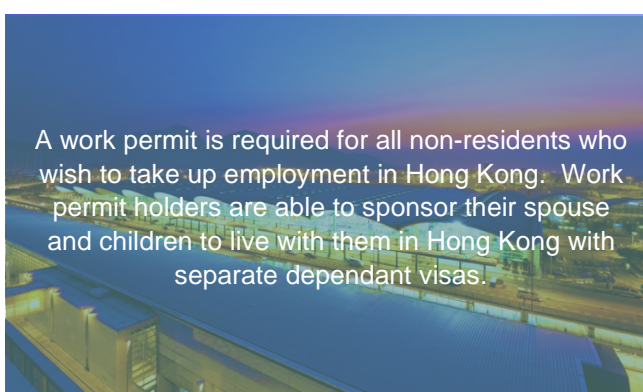 A work permit is required for all non-residents who
wish to take up employment in Hong Kong.  Work
permit holders are able to sponsor their spouse
and children to live with them in Hong Kong with
separate dependant visas.